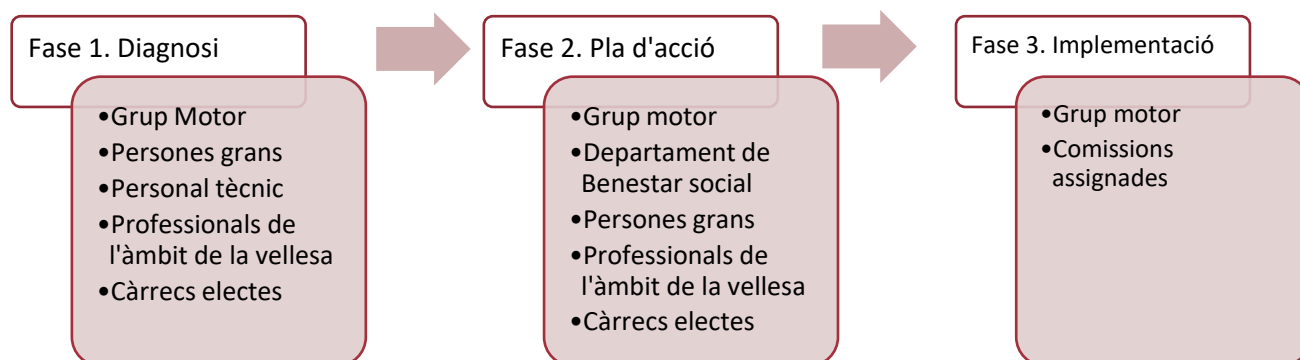 Fase 1. Diagnosi
•Grup Motor
•Persones grans
•Personal tècnic
•Professionals de
l'àmbit de la vellesa
•Càrrecs electes
Fase 2. Pla d'acció
•Grup motor
•Departament de
Benestar social
•Persones grans
•Professionals de
l'àmbit de la vellesa
•Càrrecs electes
Fase 3. Implementació
•Grup motor
•Comissions
assignades